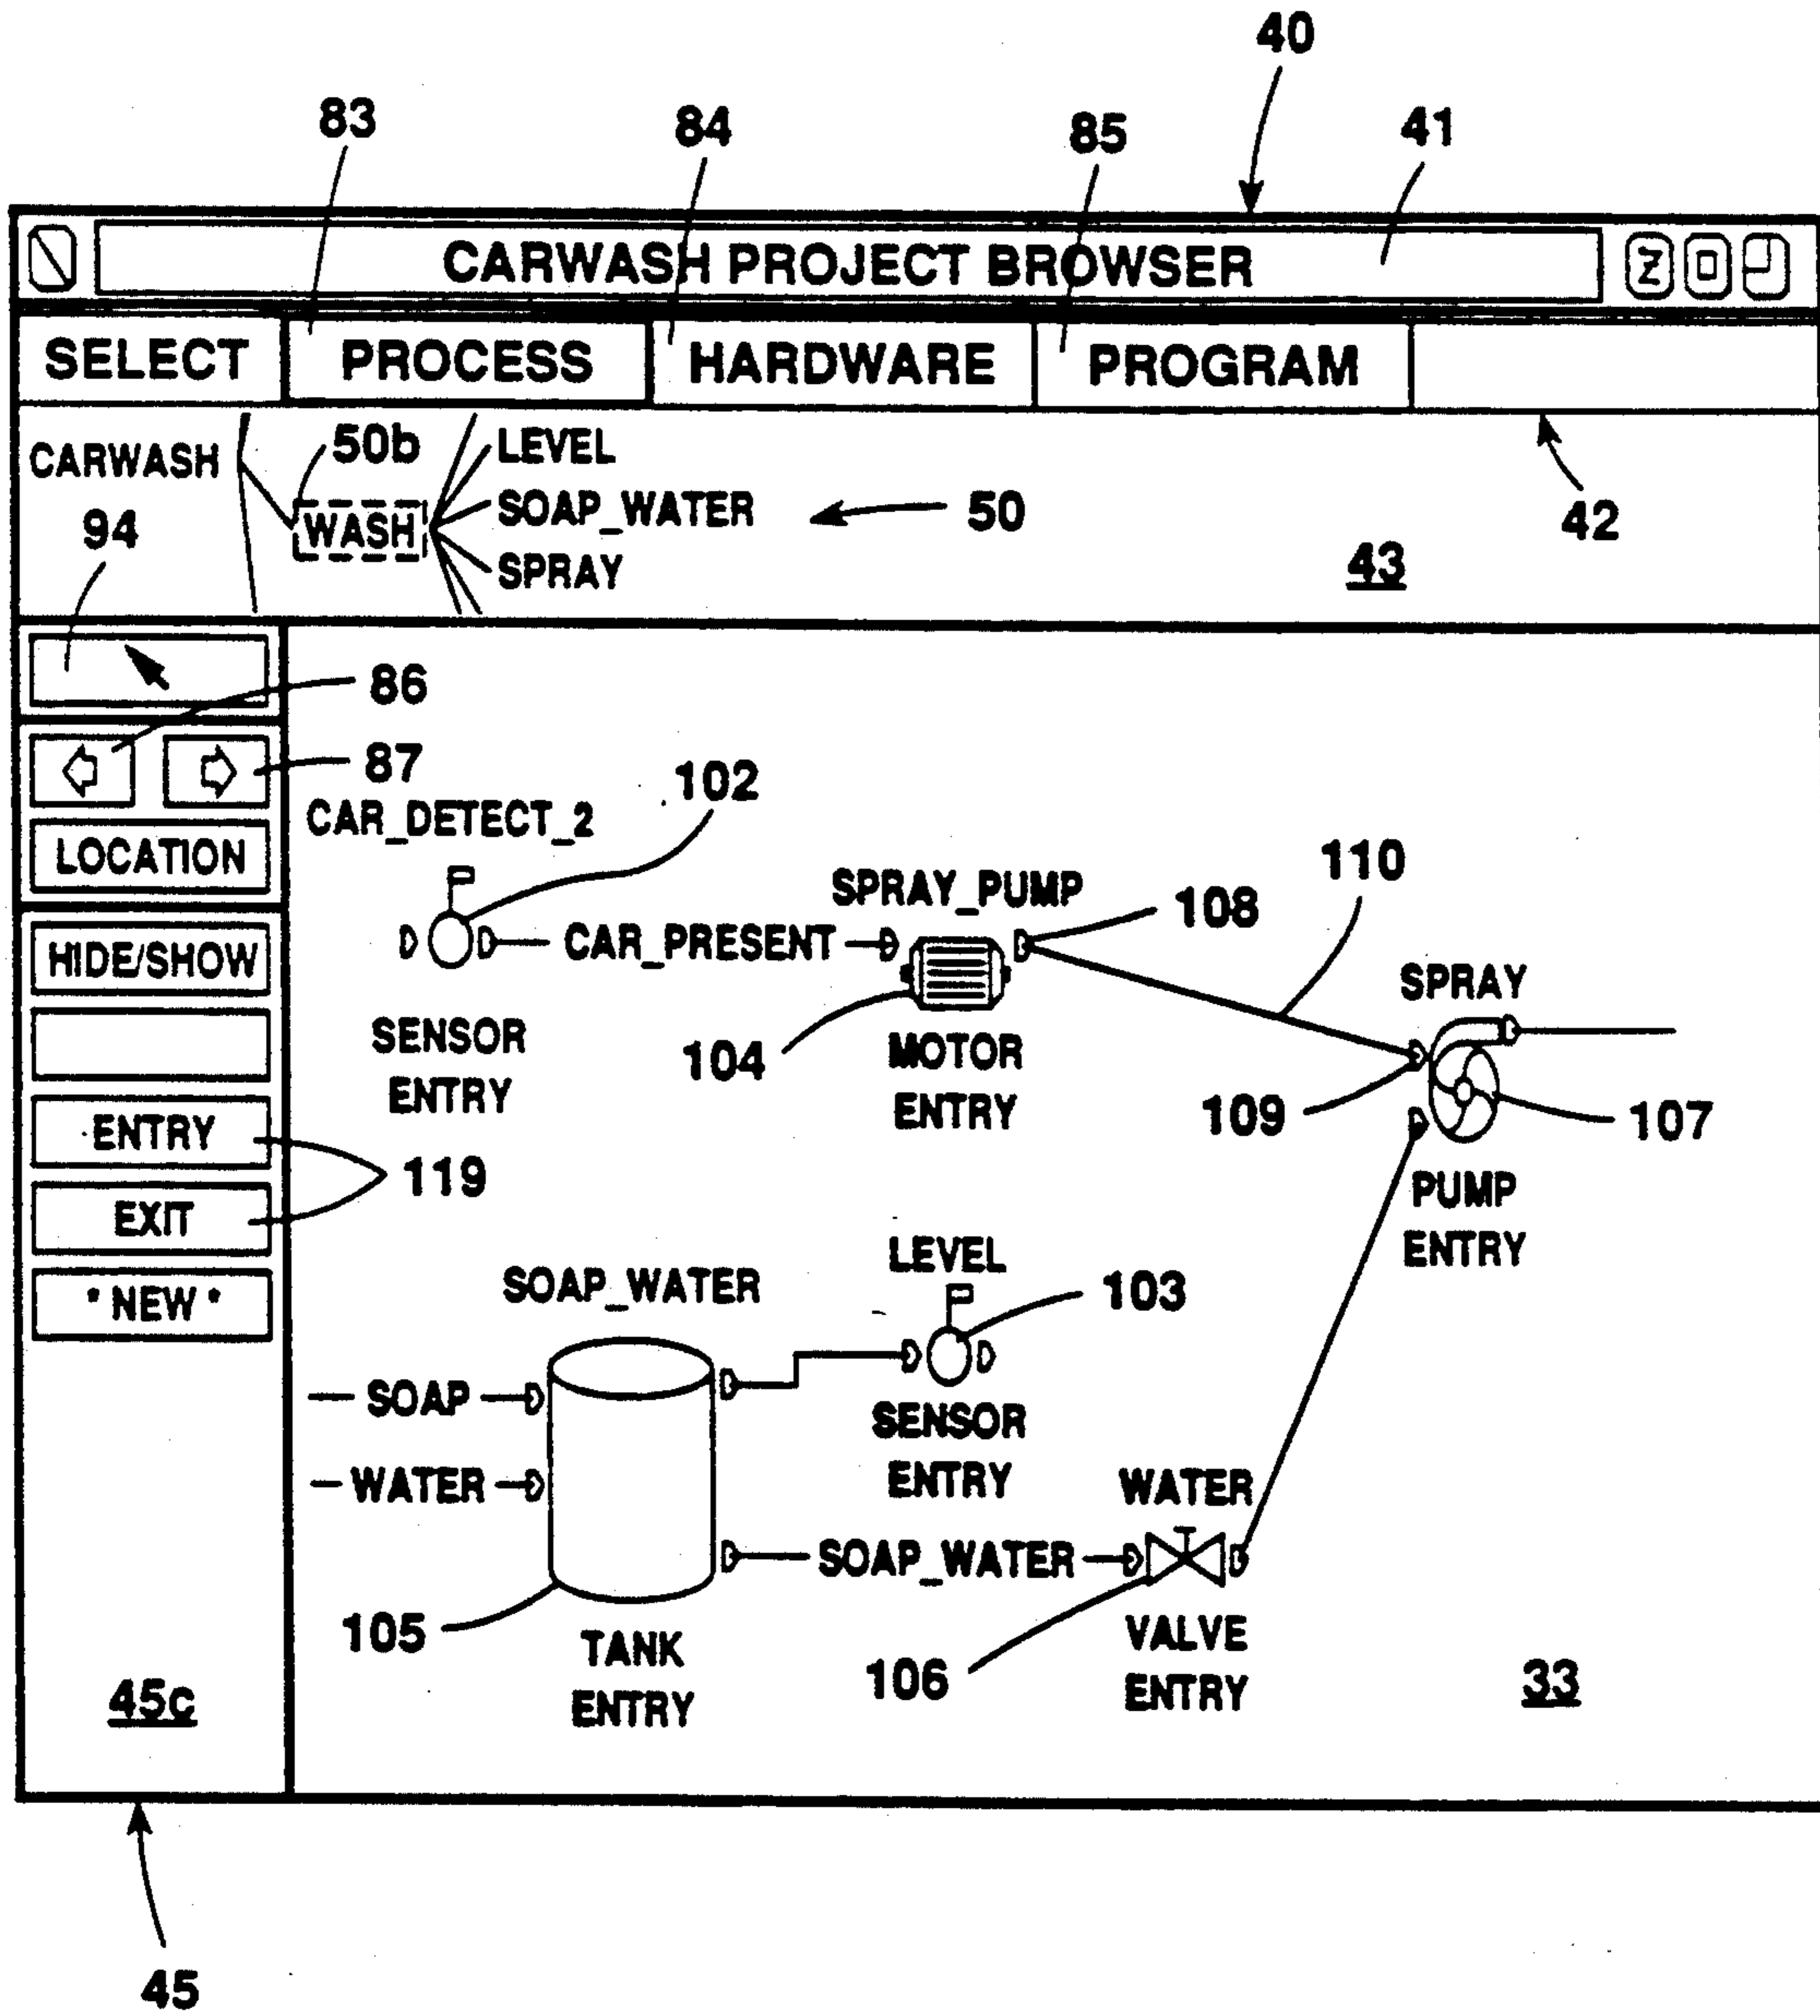 40
83
84
85
41
CARWASH PROJECT BROWSER
SELECT
PROCESS
HARDWARE
PROGRAM
CARWASH
50b
LEVEL
WASH
SOAP_WATER
50
42
94
SPRAY
43
86
87
102
CAR_DETECT_2
LOCATION
110
SPRAY_PUMP
108
HIDE/SHOW
CAR_PRESENT
SPRAY
SENSOR
ENTRY
104
MOTOR
ENTRY
109
107
ENTRY
119
EXIT
PUMP
ENTRY
LEVEL
SOAP_WATER
103
* NEW *
SOAP
SENSOR
ENTRY
WATER
WATER
SOAP_WATER
105
TANK
ENTRY
106
VALVE
ENTRY
45c
33
45